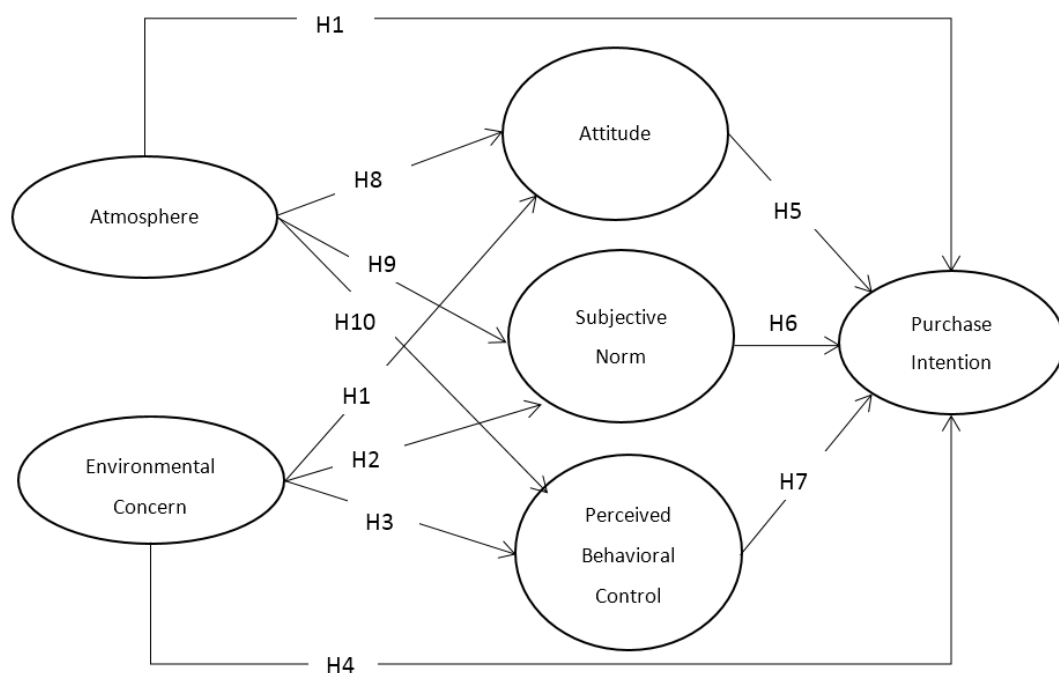 H1
Attitude
H8
Atmosphere
H5
H9
Subjective
Norm
H10
H6
Purchase
Intention
H1
Environmental
Concern
H2
H3
Perceived
Behavioral
Control
H7
H4